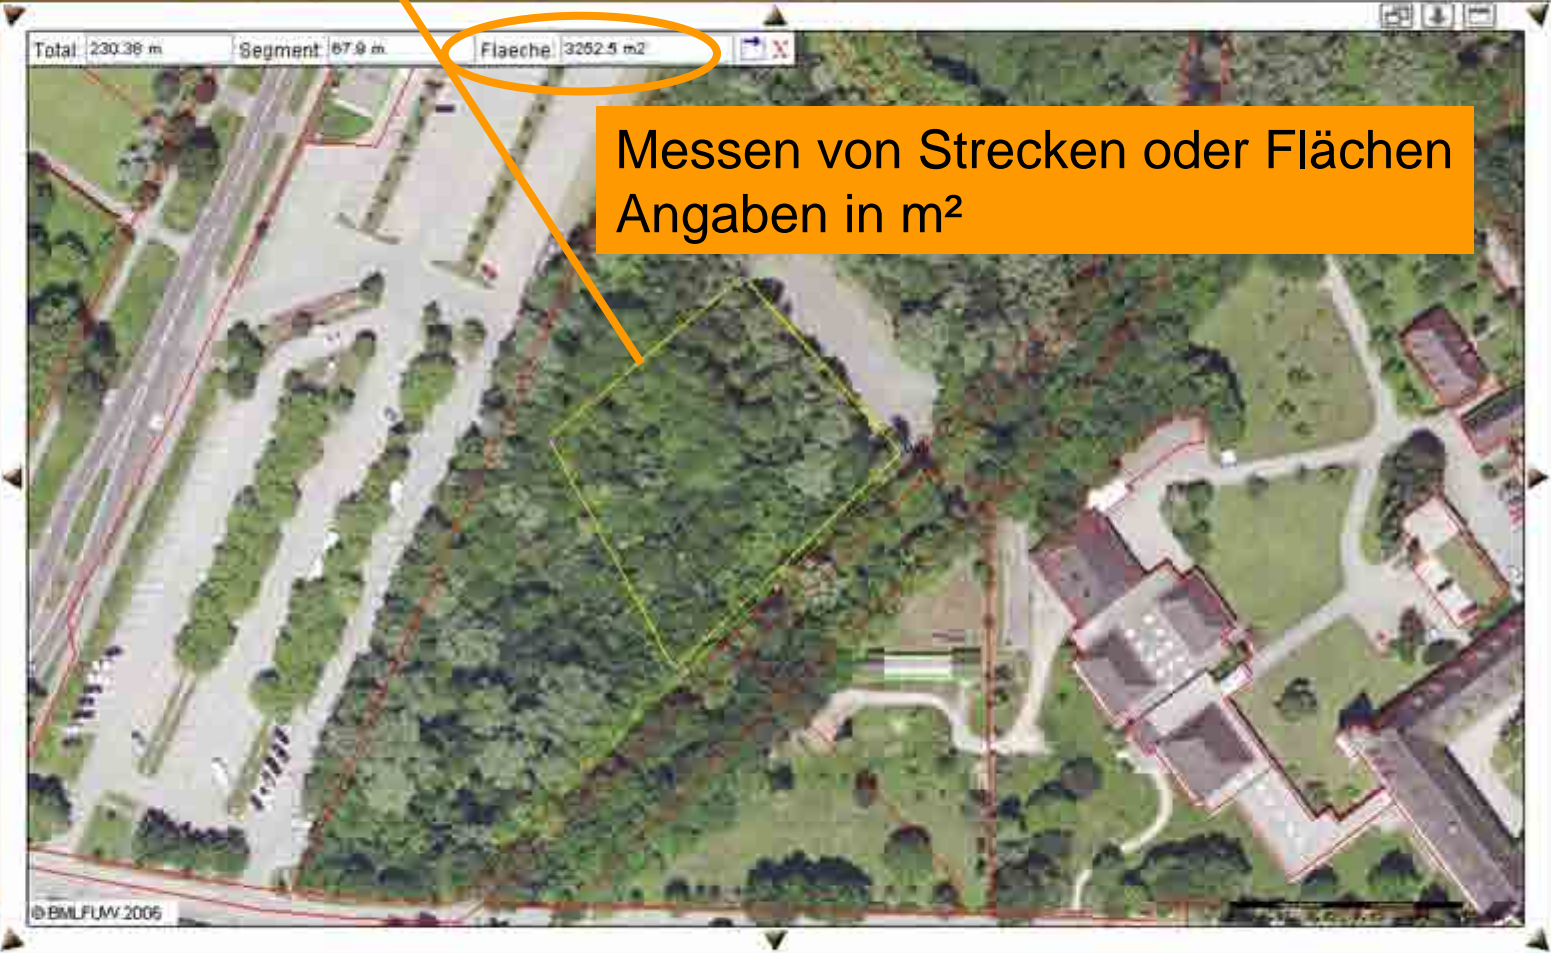 Total: 230.38 m Segment: 67.9 m Flaeche: 3252.5 m2
Messen von Strecken oder Flächen
Angaben in m²
© BMLFUW 2006